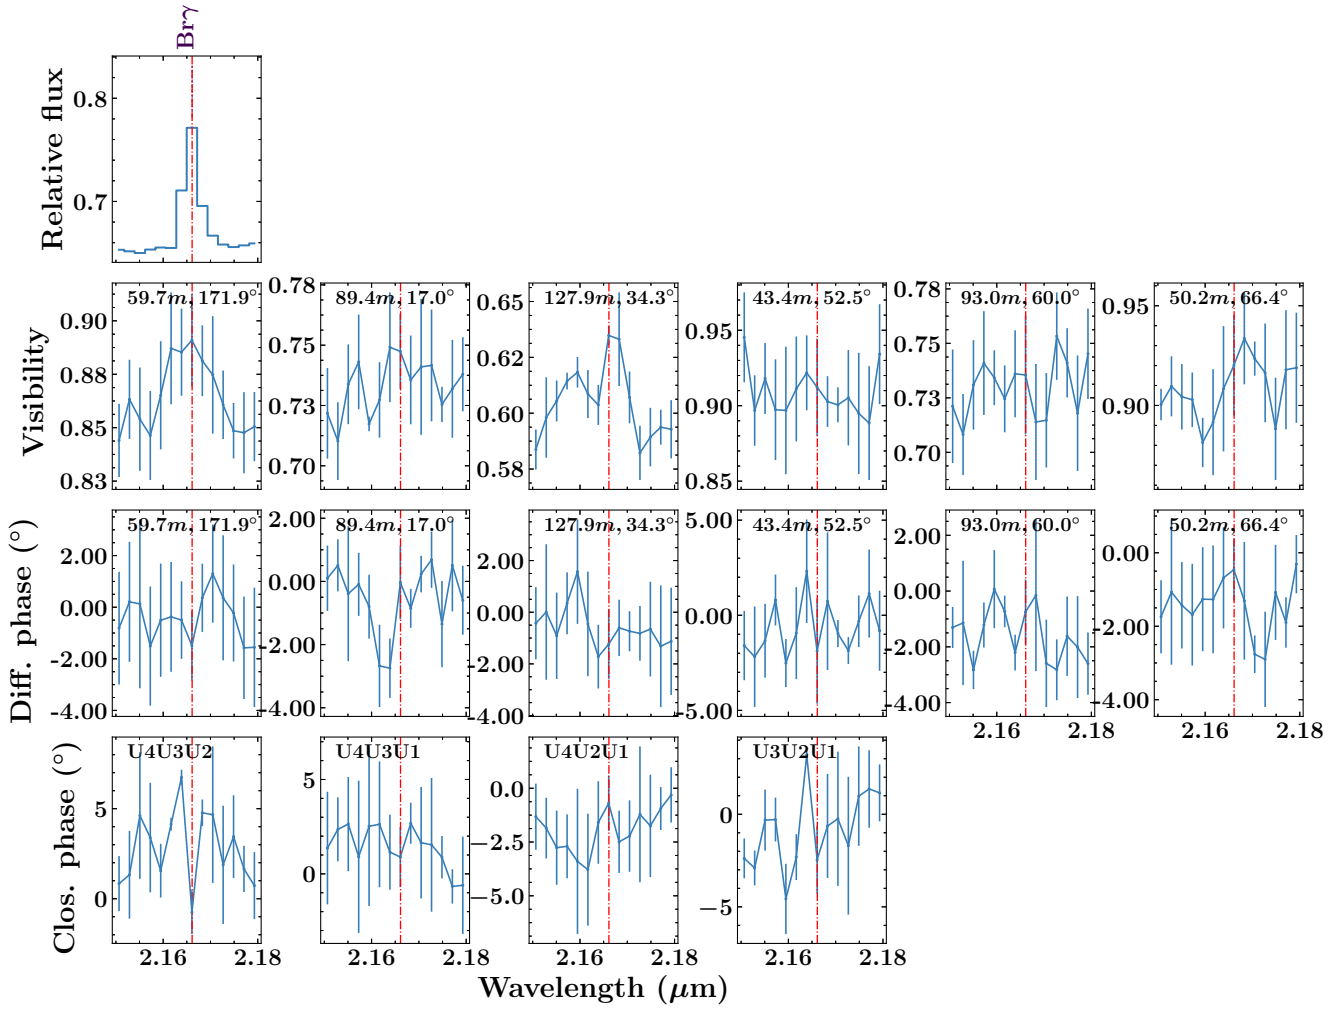 Brγ
Relative flux
0.8
0.7
Visibility
59.7m, 171.9°
0.90
0.88
0.85
0.83
89.4m, 17.0°
0.78
0.75
0.73
0.70
127.9m, 34.3°
0.65
0.62
0.60
0.58
43.4m, 52.5°
0.95
0.90
0.85
93.0m, 60.0°
0.78
0.75
0.73
0.70
50.2m, 66.4°
0.95
0.90
Diff. phase (°)
59.7m, 171.9°
2.00
0.00
-2.00
-4.00
89.4m, 17.0°
2.00
0.00
-2.00
-4.00
127.9m, 34.3°
2.00
0.00
-2.00
-4.00
43.4m, 52.5°
5.00
0.00
-5.00
93.0m, 60.0°
2.00
0.00
-2.00
-4.00
2.16 2.18
50.2m, 66.4°
0.00
-2.00
-4.00
2.16 2.18
Clos. phase (°)
U4U3U2
5
0
2.16 2.18
U4U3U1
5
0
2.16 2.18
U4U2U1
0.0
−2.5
−5.0
2.16 2.18
U3U2U1
0
−5
2.16 2.18
Wavelength (μm)